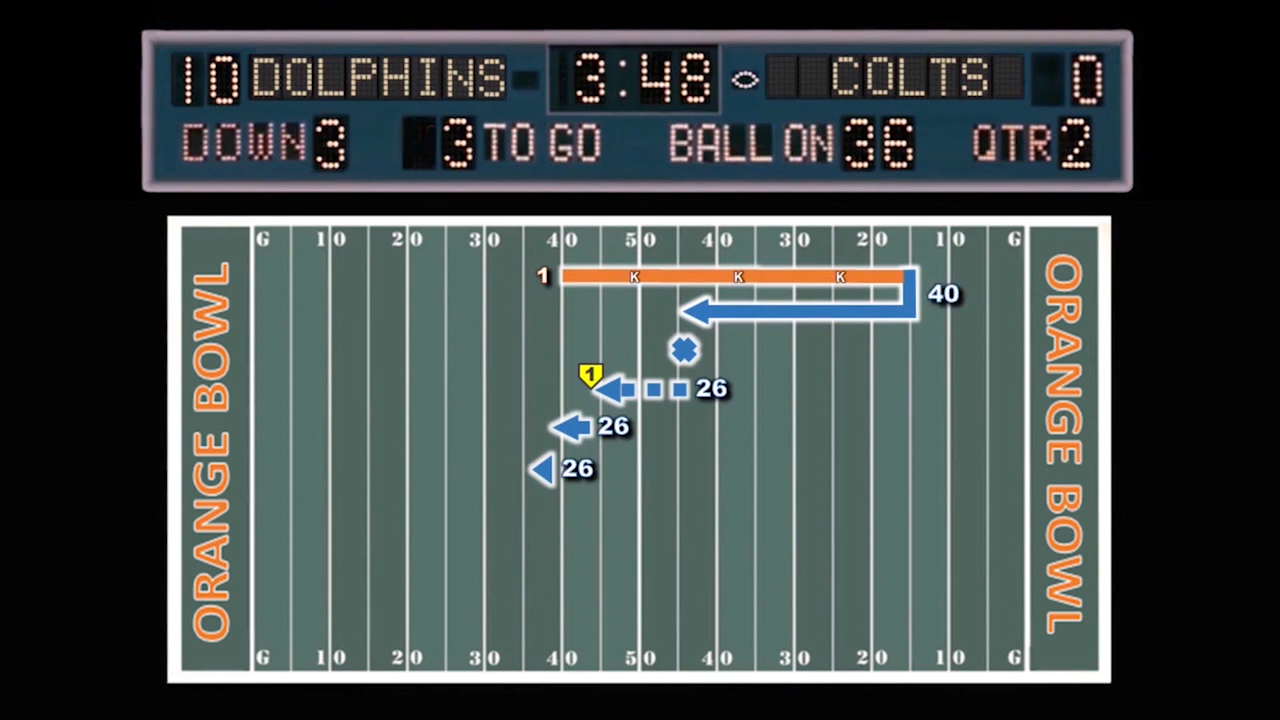 10 DOLPHINS 3:48 COLTS 0
DOWN 3 3 TO GO BALL ON 36 QTR 2
G 10 20 30 40 50 40 30 20 10 G
1 K K K
40
1
26
26
26
ORANGE BOWL
ORANGE BOWL
G 10 20 30 40 50 40 30 20 10 G